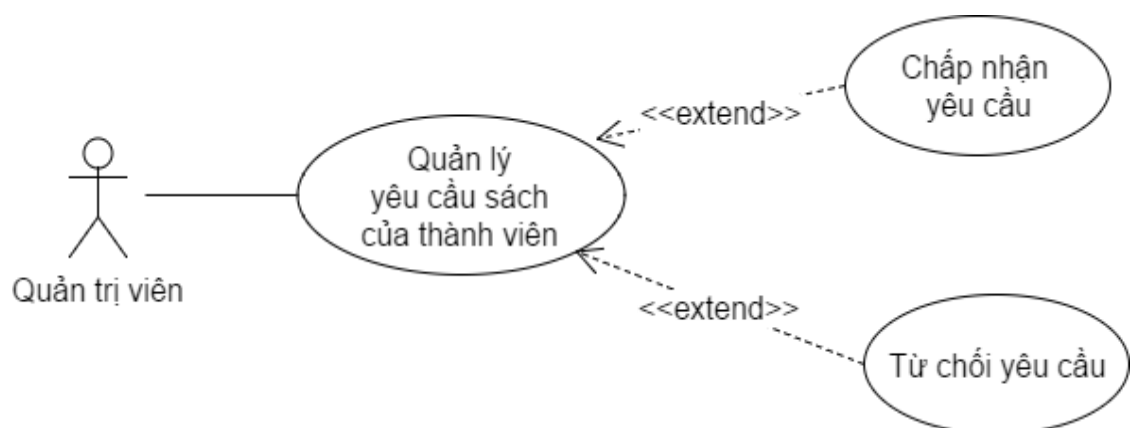 Chấp nhận
yêu cầu
<<extend>>
Quản lý
yêu cầu sách
của thành viên
Quản trị viên
<<extend>>
Từ chối yêu cầu